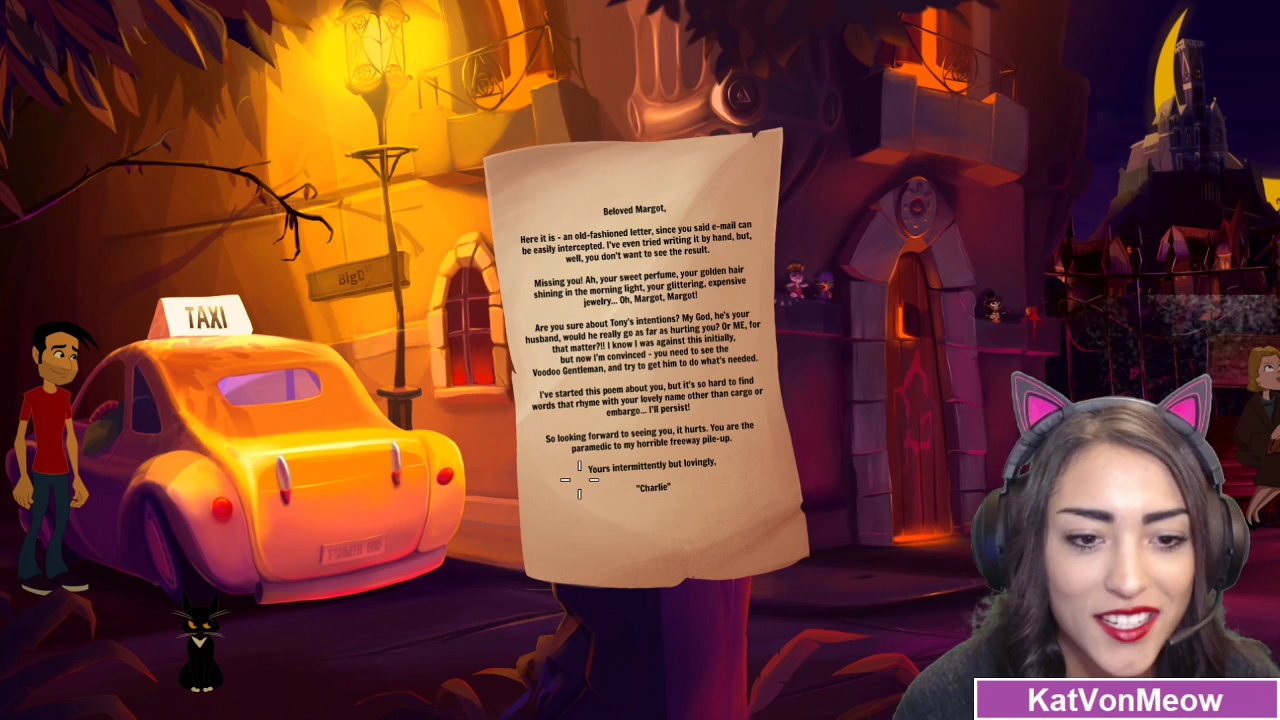 Beloved Margot,
Here it is - an old-fashioned letter, since you said e-mail can
be easily intercepted. I've even tried writing it by hand, but,
well, you don't want to see the result.
Missing you! Ah, your sweet perfume, your golden hair
shining in the morning light, your glittering, expensive
jewelry... Oh, Margot, Margot!
Are you sure about Tony's intentions? My God, he's your
husband, would he really go as far as hurting you? Or ME, for
that matter?!! I know I was against this initially,
but now I'm convinced - you need to see the
Voodoo Gentleman, and try to get him to do what's needed.
I've started this poem about you, but it's so hard to find
words that rhyme with your lovely name other than cargo or
embargo... I'll persist!
So looking forward to seeing you, it hurts. You are the
paramedic to my horrible freeway pile-up.
Yours intermittently but lovingly,
"Charlie"
BigD
TAXI
KatVonMeow